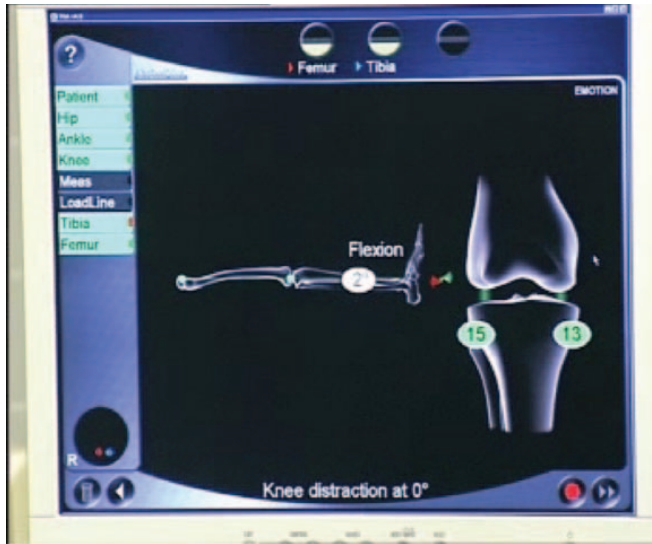 ?
Femur Tibia
EMOTION
Patient
Hip
Ankle
Knee
Meas
LoadLine
Tibia
Femur
Flexion
2°
15 13
R
Knee distraction at 0°